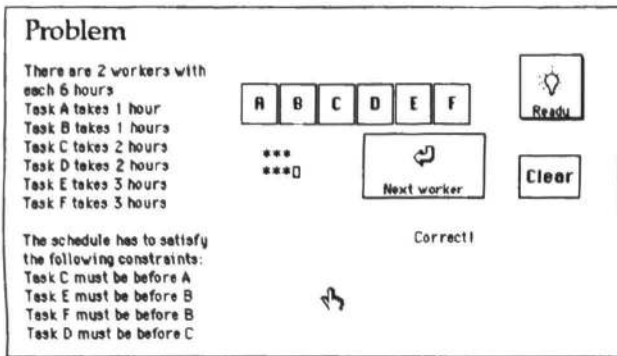 Problem
There are 2 workers with
each 6 hours
Task A takes 1 hour
Task B takes 1 hours
Task C takes 2 hours
Task D takes 2 hours
Task E takes 3 hours
Task F takes 3 hours
The schedule has to satisfy
the following constraints:
Task C must be before A
Task E must be before B
Task F must be before B
Task D must be before C
A B C D E F
***
***▯
Next worker
Correct!
Ready
Clear